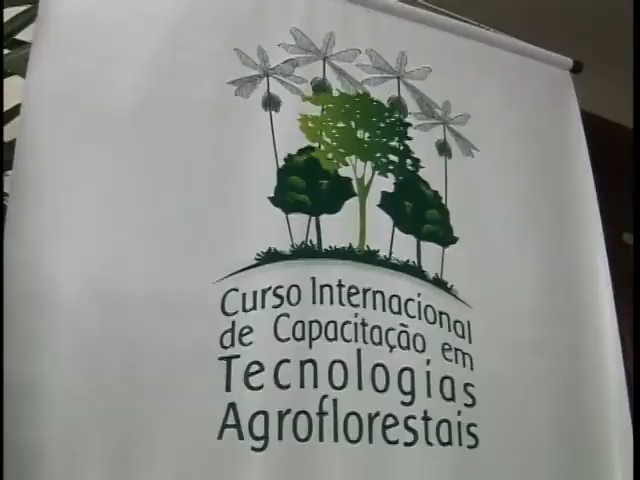 Curso Internacional
de Capacitação em
Tecnologias
Agroflorestais